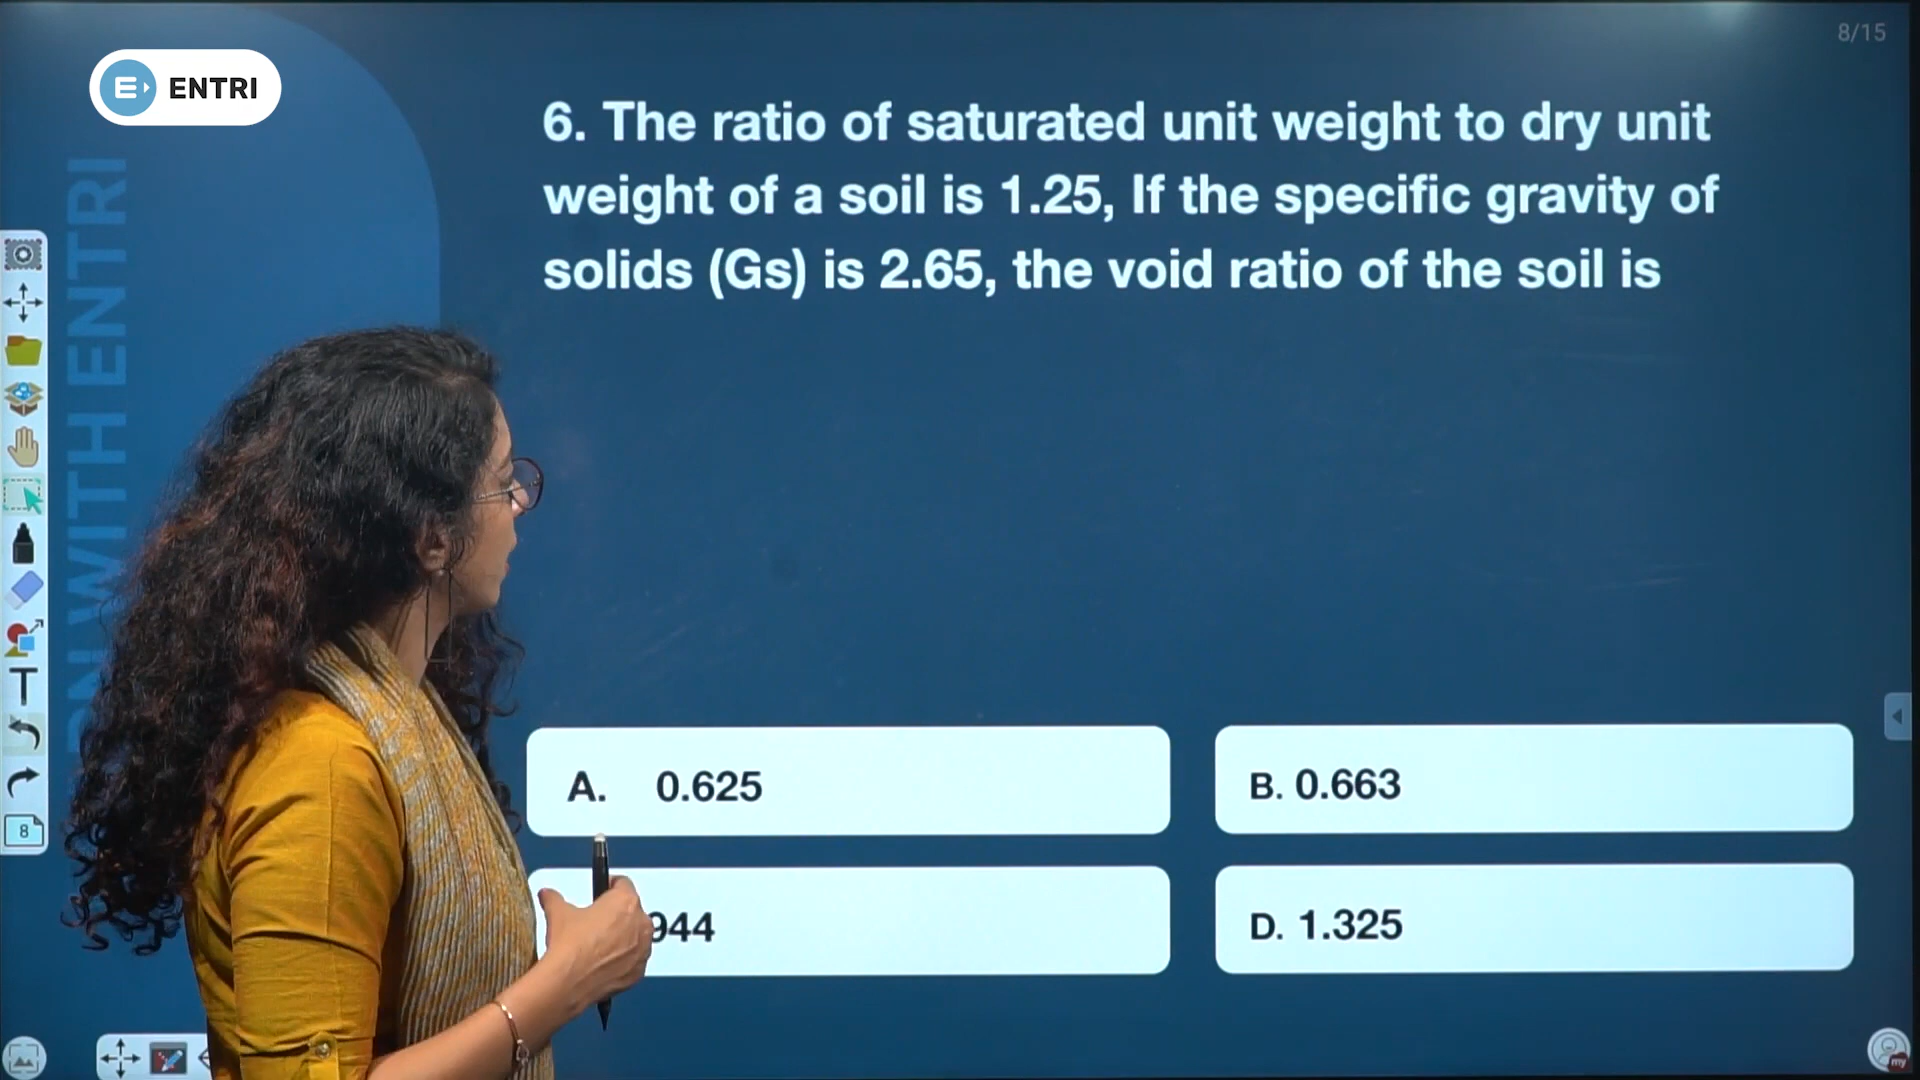 8/15
ENTRI
6. The ratio of saturated unit weight to dry unit
weight of a soil is 1.25, If the specific gravity of
solids (Gs) is 2.65, the void ratio of the soil is
WITH ENTRI
A. 0.625
B. 0.663
944
D. 1.325
T
8
my